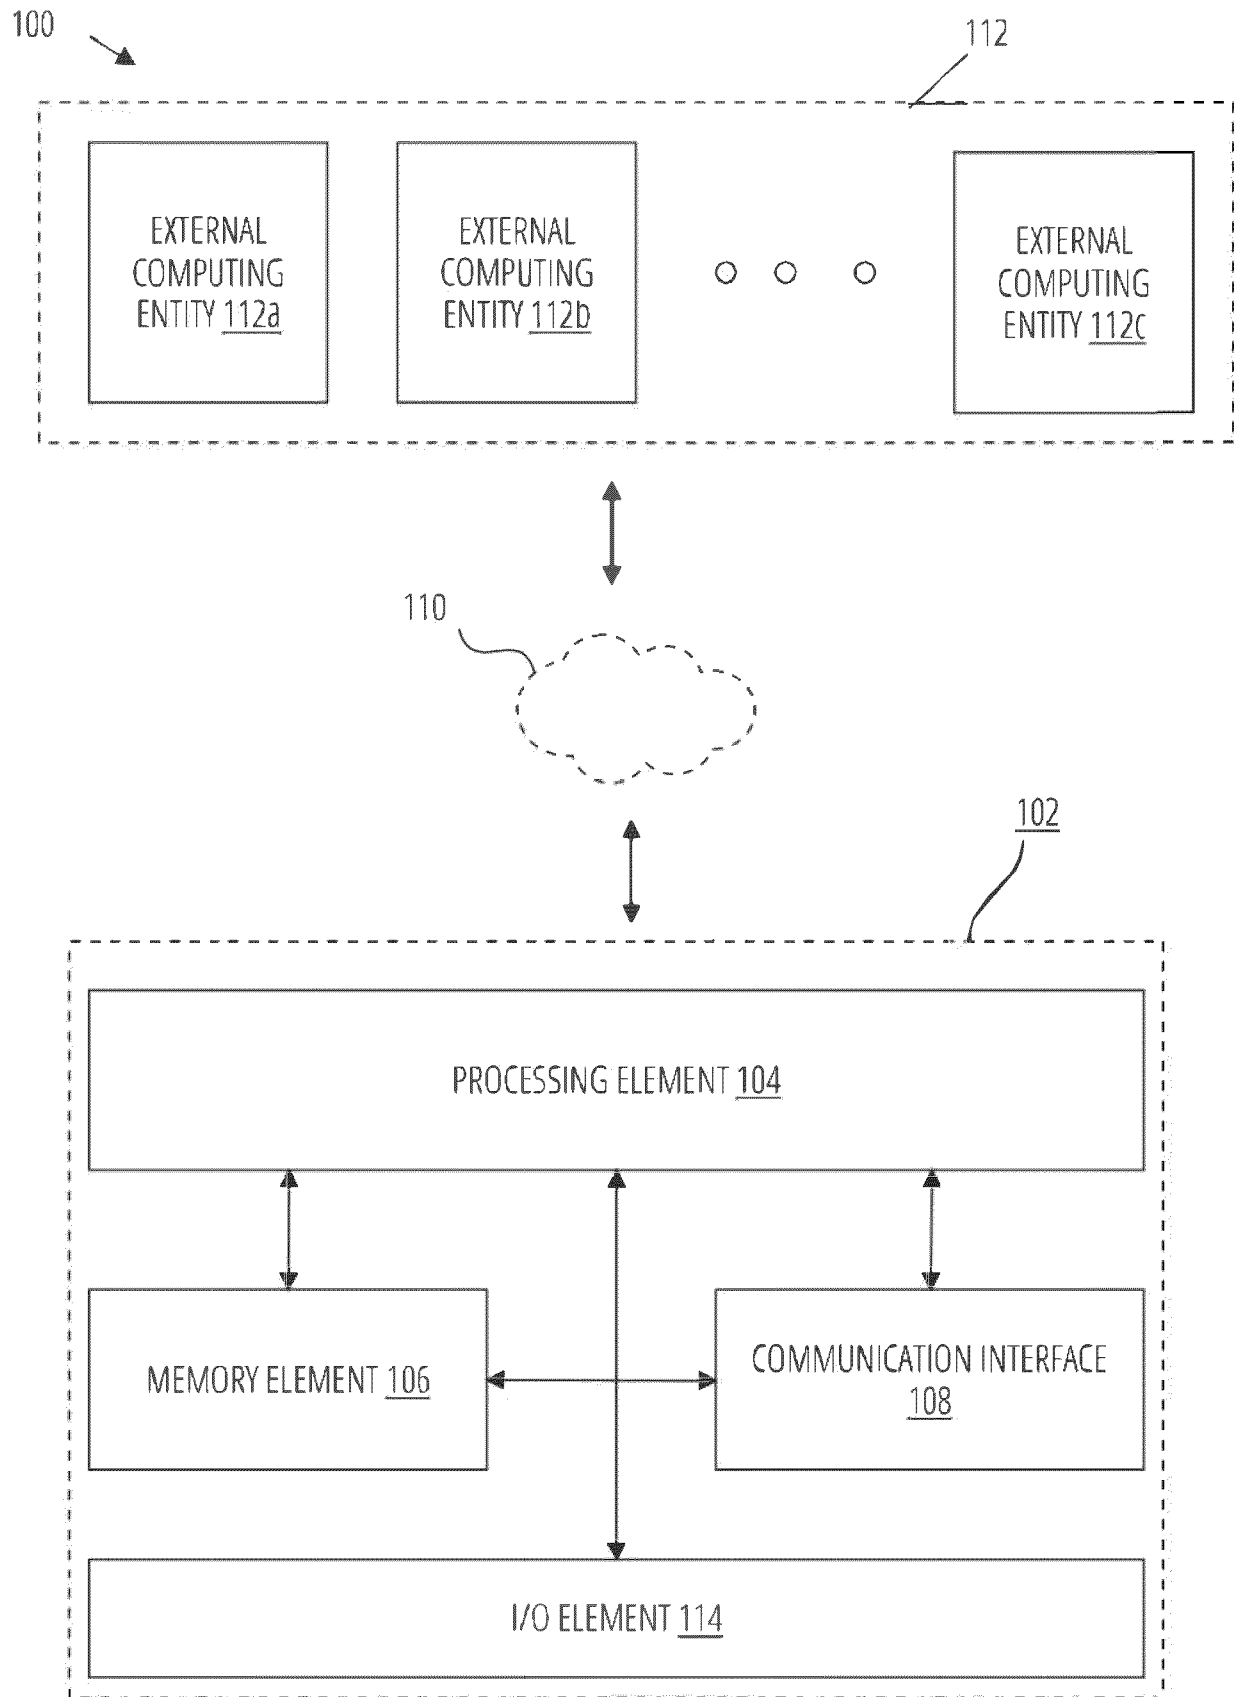 100
112
EXTERNAL
COMPUTING
ENTITY 112a
EXTERNAL
COMPUTING
ENTITY 112b
EXTERNAL
COMPUTING
ENTITY 112c
110
102
PROCESSING ELEMENT 104
MEMORY ELEMENT 106
COMMUNICATION INTERFACE
108
I/O ELEMENT 114